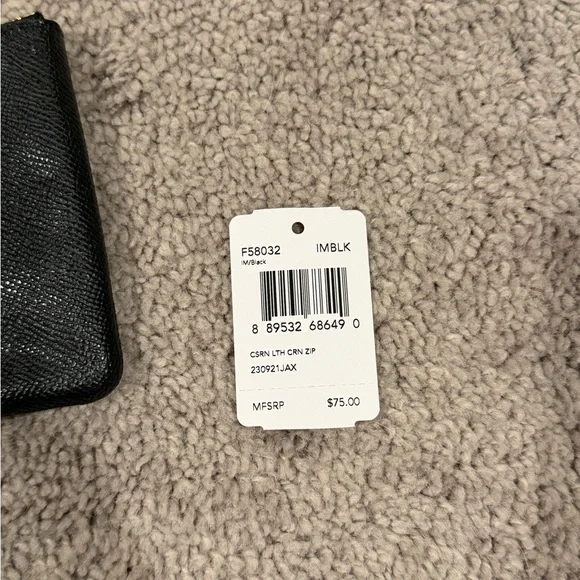 F58032 IMBLK
IM/Black
8 89532 68649 0
CSRN LTH CRN ZIP
230921JAX
MFSRP $75.00